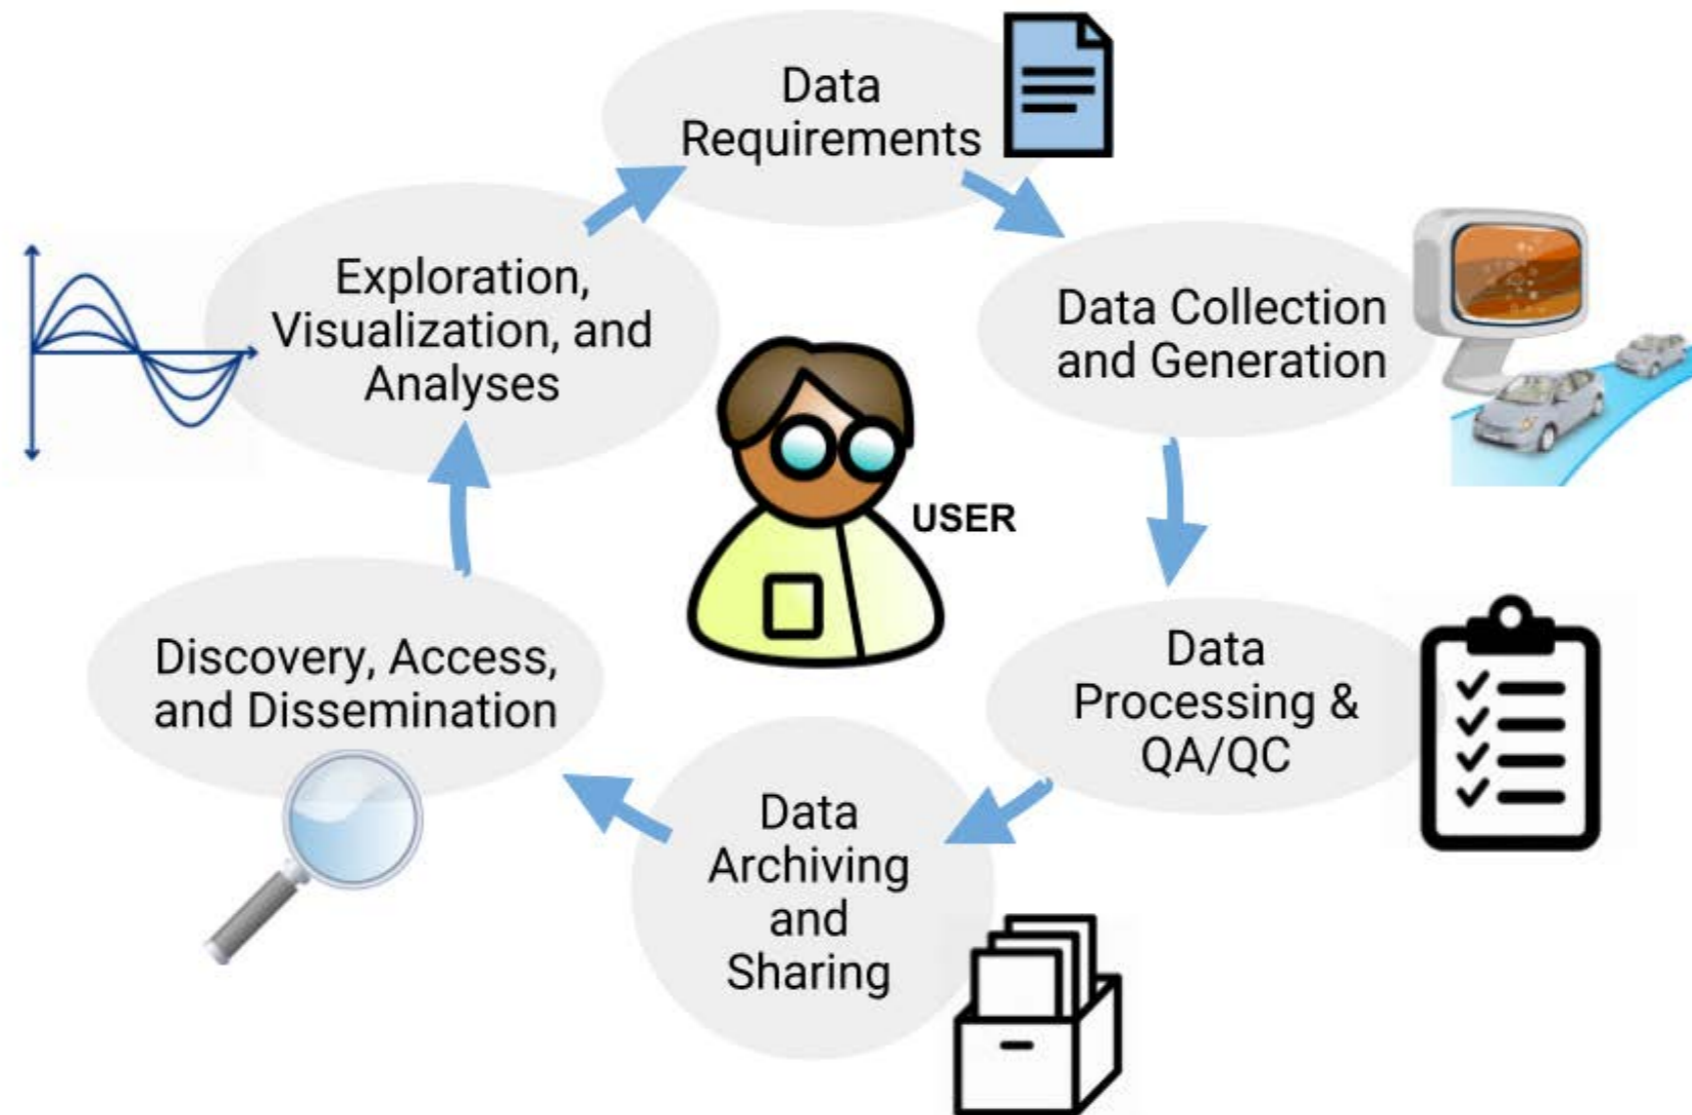 Data
Requirements
Data Collection
and Generation
Data
Processing &
QA/QC
Data
Archiving
and
Sharing
Discovery, Access,
and Dissemination
Exploration,
Visualization, and
Analyses
USER